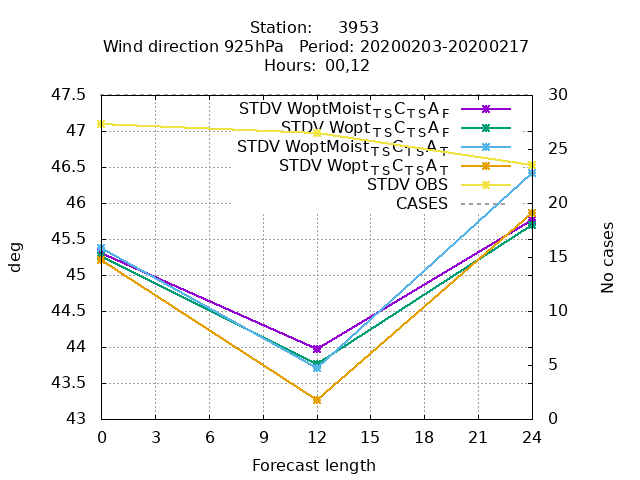 Station: 3953
Wind direction 925hPa Period: 20200203-20200217
Hours: 00,12
47.5
47
46.5
46
45.5
45
44.5
44
43.5
43
deg
30
25
20
15
10
5
0
No cases
STDV WoptMoist_TS C_TS A_F
STDV Wopt_TS C_TS A_F
STDV WoptMoist_TS C_TS A_T
STDV Wopt_TS C_TS A_T
STDV OBS
CASES
0 3 6 9 12 15 18 21 24
Forecast length